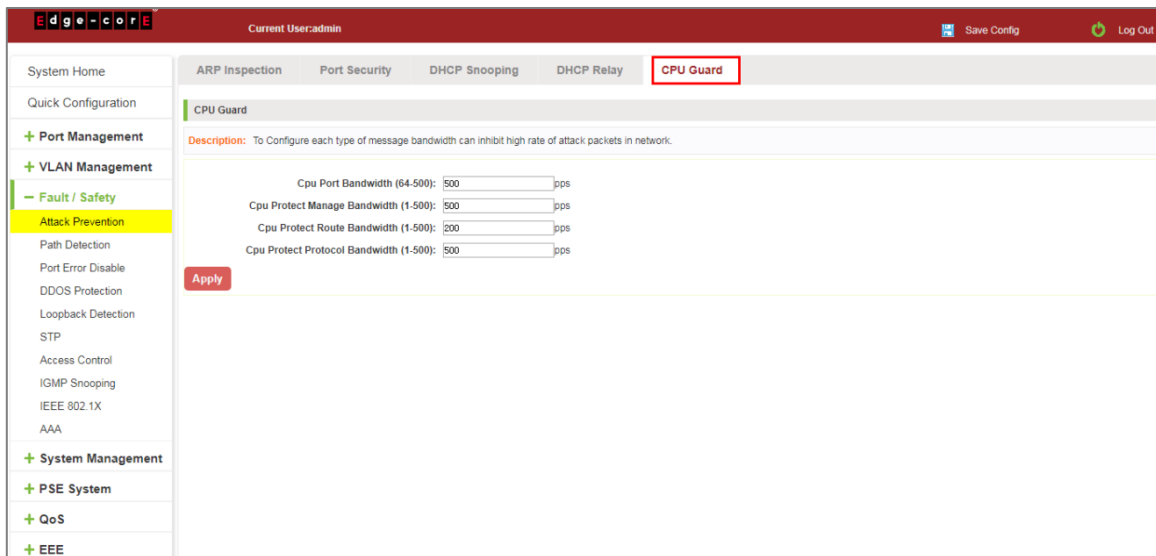 Edge-corE
Current User:admin
Save Config
Log Out
System Home
Quick Configuration
+ Port Management
+ VLAN Management
− Fault / Safety
Attack Prevention
Path Detection
Port Error Disable
DDOS Protection
Loopback Detection
STP
Access Control
IGMP Snooping
IEEE 802.1X
AAA
+ System Management
+ PSE System
+ QoS
+ EEE
ARP Inspection
Port Security
DHCP Snooping
DHCP Relay
CPU Guard
CPU Guard
Description: To Configure each type of message bandwidth can inhibit high rate of attack packets in network.
Cpu Port Bandwidth (64-500): 500 pps
Cpu Protect Manage Bandwidth (1-500): 500 pps
Cpu Protect Route Bandwidth (1-500): 200 pps
Cpu Protect Protocol Bandwidth (1-500): 500 pps
Apply